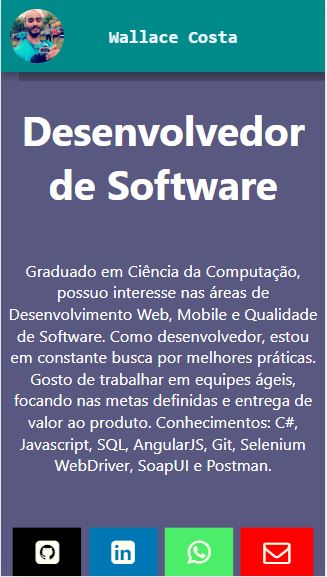 Wallace Costa
Desenvolvedor
de Software
Graduado em Ciência da Computação,
possuo interesse nas áreas de
Desenvolvimento Web, Mobile e Qualidade
de Software. Como desenvolvedor, estou
em constante busca por melhores práticas.
Gosto de trabalhar em equipes ágeis,
focando nas metas definidas e entrega de
valor ao produto. Conhecimentos: C#,
Javascript, SQL, AngularJS, Git, Selenium
WebDriver, SoapUI e Postman.
in